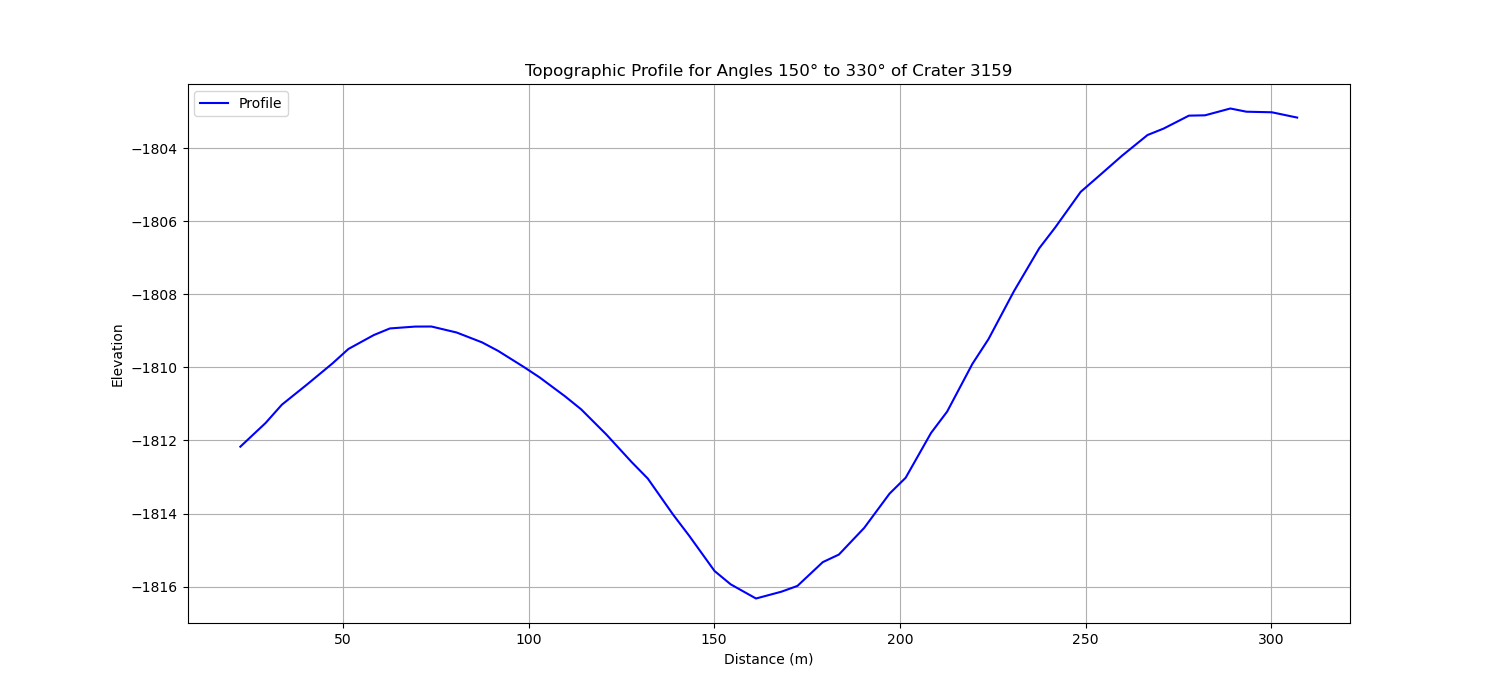 Topographic Profile for Angles 150° to 330° of Crater 3159
Profile
−1804
−1806
−1808
−1810
−1812
−1814
−1816
Elevation
50 100 150 200 250 300
Distance (m)